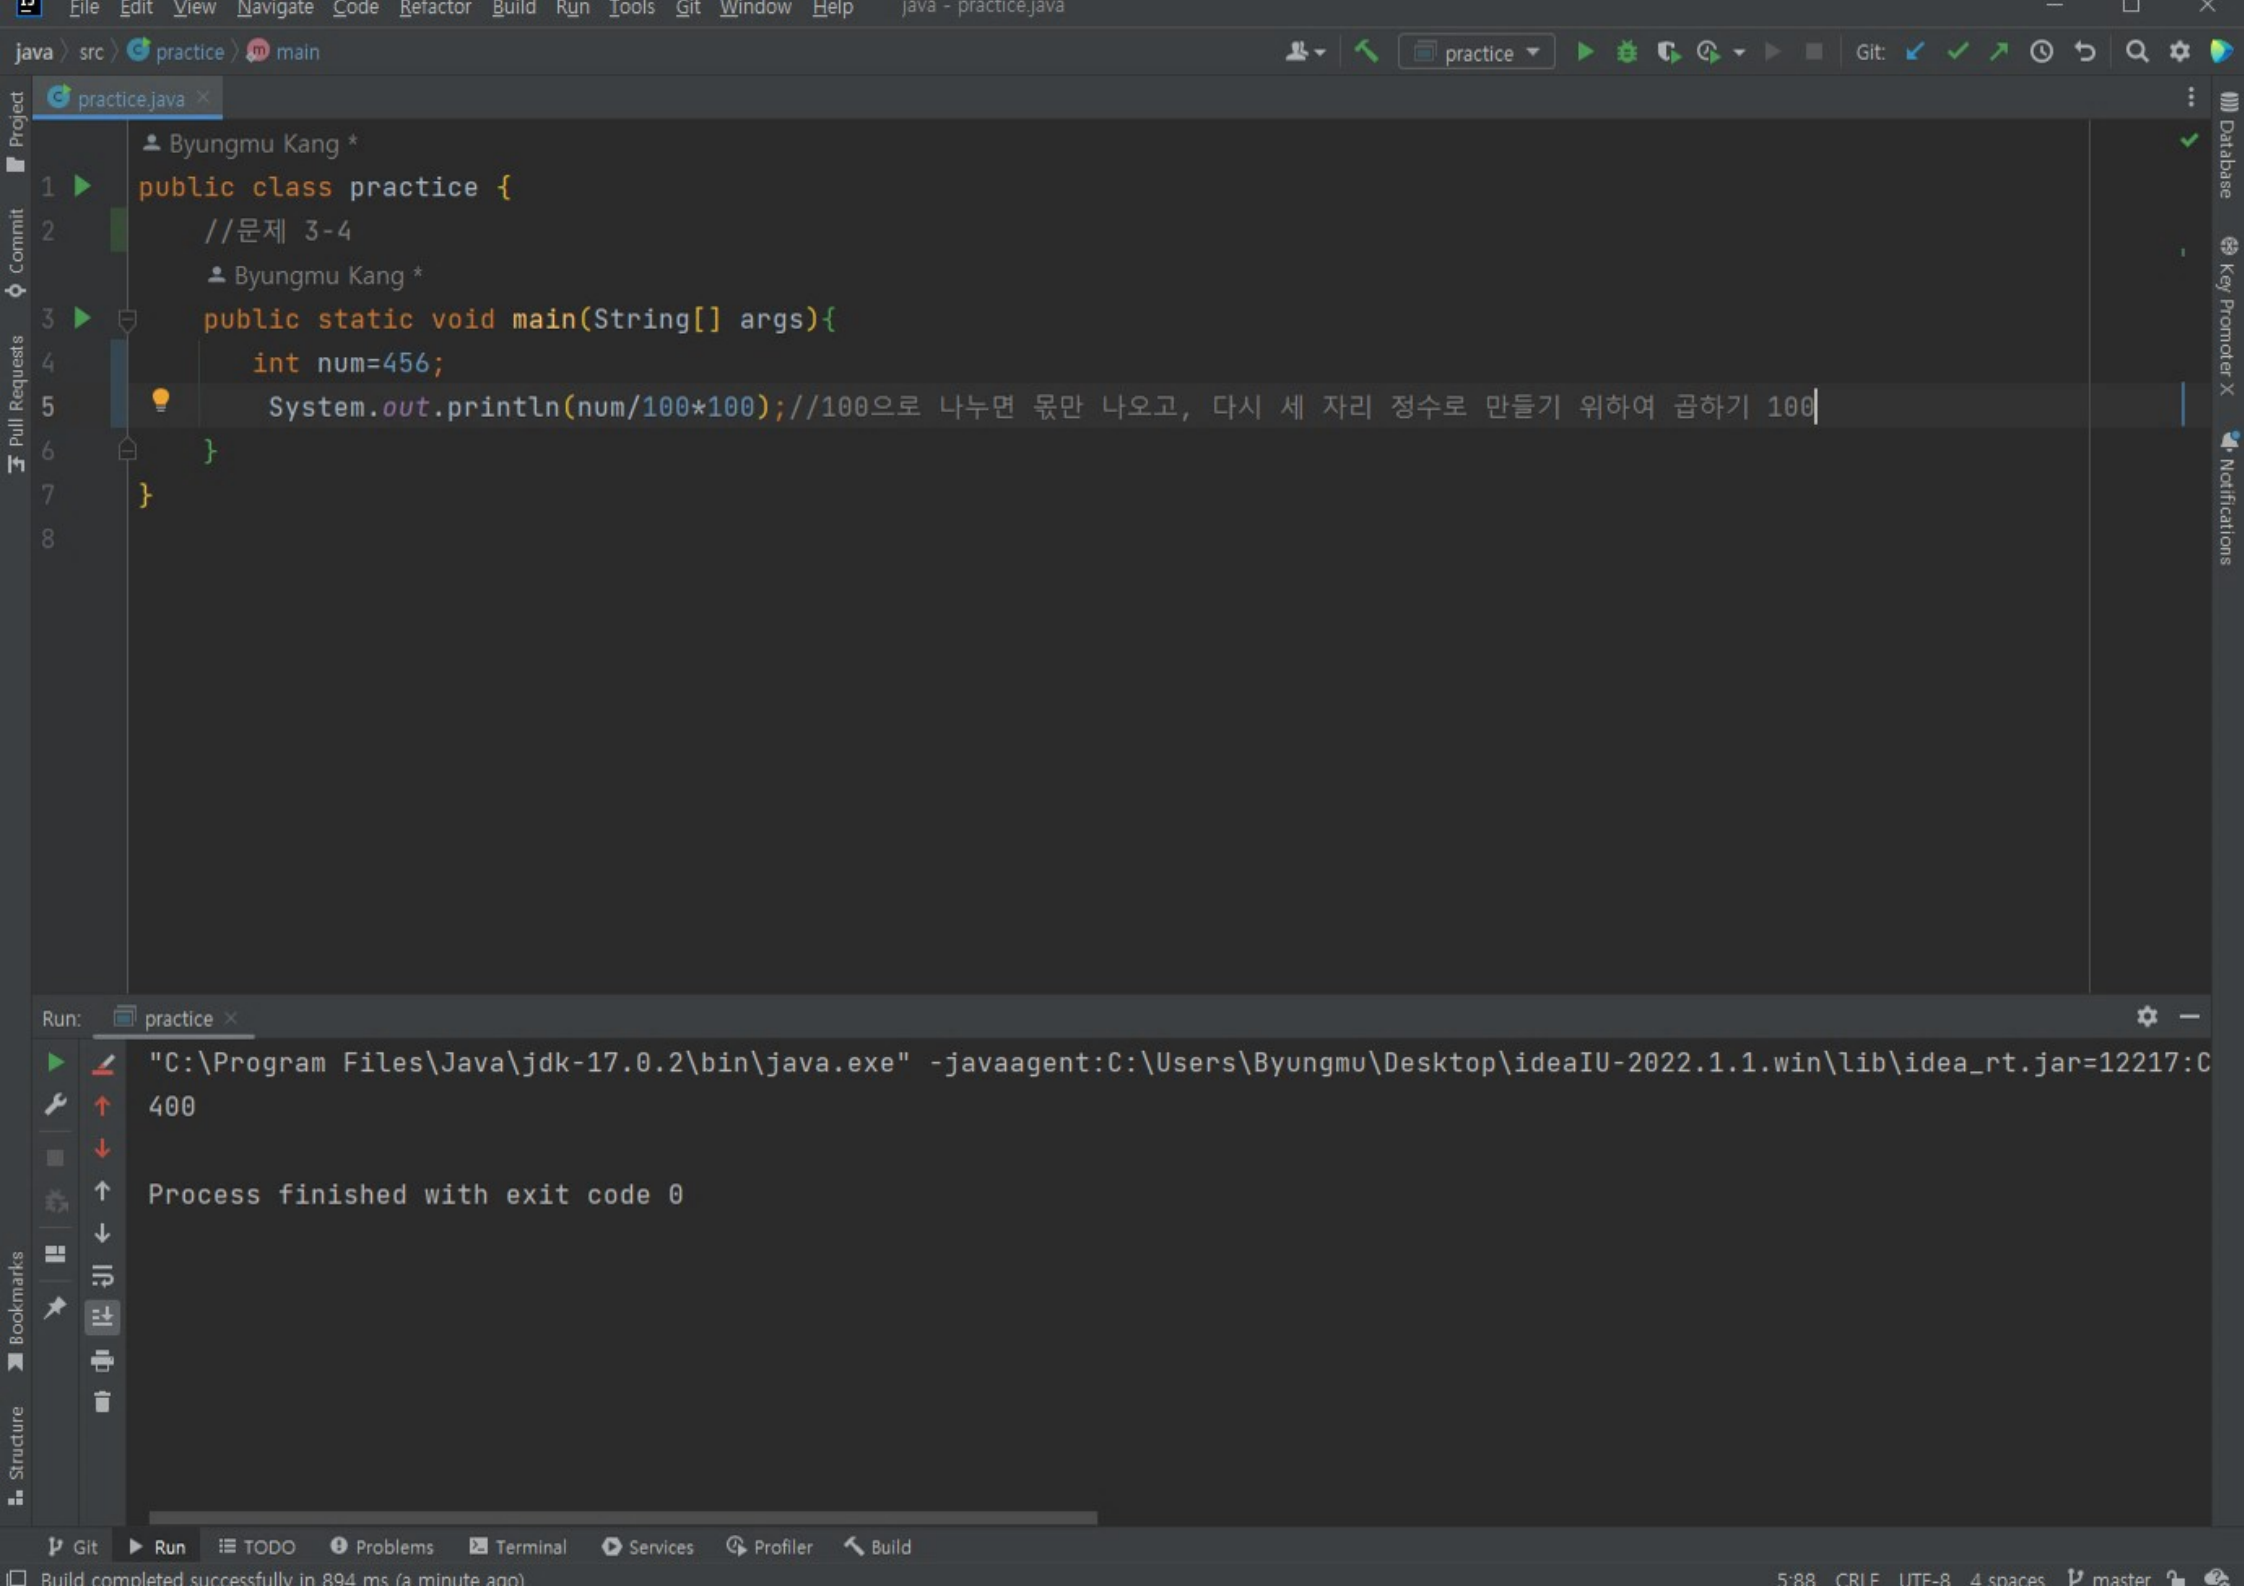 File Edit View Navigate Code Refactor Build Run Tools Git Window Help java - practice.java
java src practice main practice Git:
practice.java
Project
Commit
Pull Requests
Bookmarks
Structure
Database
Key Promoter X
Notifications
Byungmu Kang *
1 public class practice {
2 //문제 3-4
Byungmu Kang *
3 public static void main(String[] args){
4 int num=456;
5 System.out.println(num/100*100);//100으로 나누면 몫만 나오고, 다시 세 자리 정수로 만들기 위하여 곱하기 100
6 }
7 }
8
Run: practice
"C:\Program Files\Java\jdk-17.0.2\bin\java.exe" -javaagent:C:\Users\Byungmu\Desktop\ideaIU-2022.1.1.win\lib\idea_rt.jar=12217:C
400
Process finished with exit code 0
Git Run TODO Problems Terminal Services Profiler Build
Build completed successfully in 894 ms (a minute ago) 5:88 CRLF UTF-8 4 spaces master